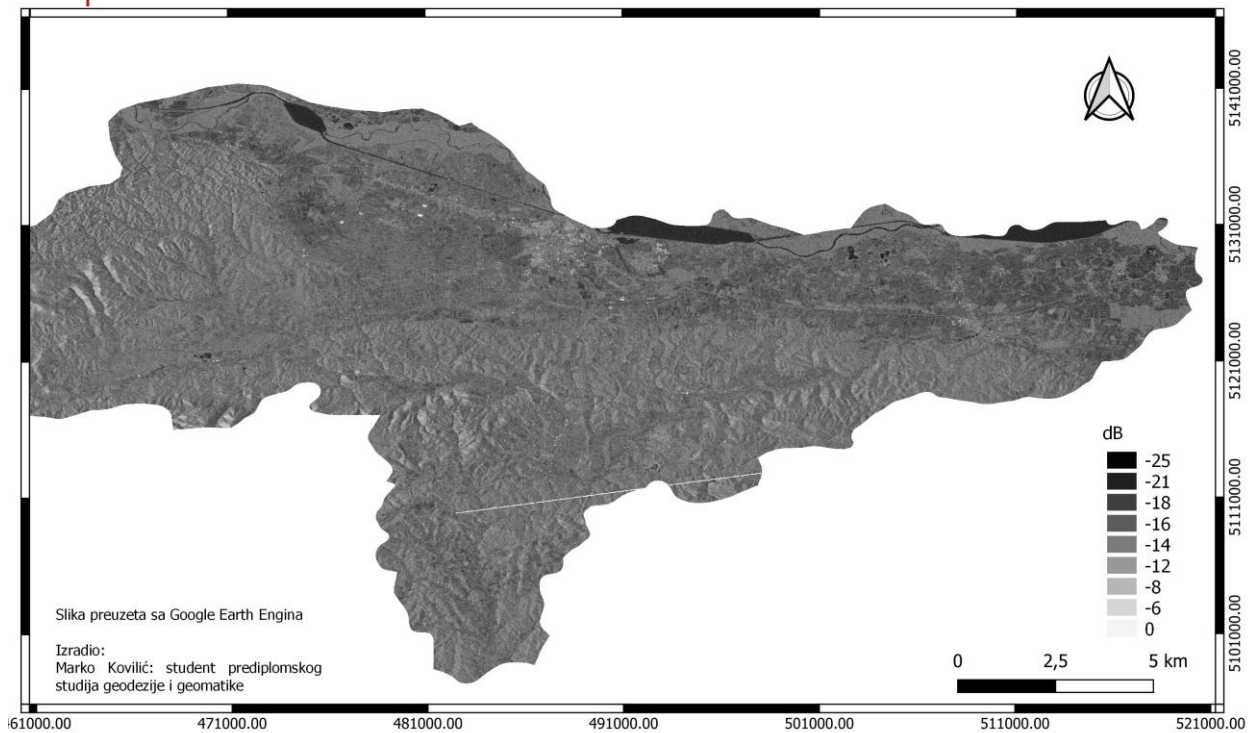 5141000.00
5131000.00
5121000.00
5111000.00
5101000.00
dB
-25
-21
-18
-16
-14
-12
-8
-6
0
Slika preuzeta sa Google Earth Engina
Izradio:
Marko Kovilić: student prediplomskog
studija geodezije i geomatike
0 2,5 5 km
461000.00 471000.00 481000.00 491000.00 501000.00 511000.00 521000.00